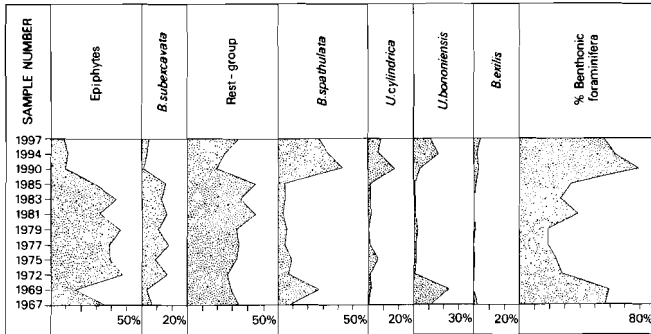 SAMPLE NUMBER
Epiphytes
B.subexcavata
Rest-group
B.spathulata
U.cylindrica
U.bononiensis
B.exilis
% Benthonic
foraminifera
1997
1994
1990
1985
1983
1981
1979
1977
1975
1972
1969
1967
50%
20%
50%
50%
20%
30%
20%
80%